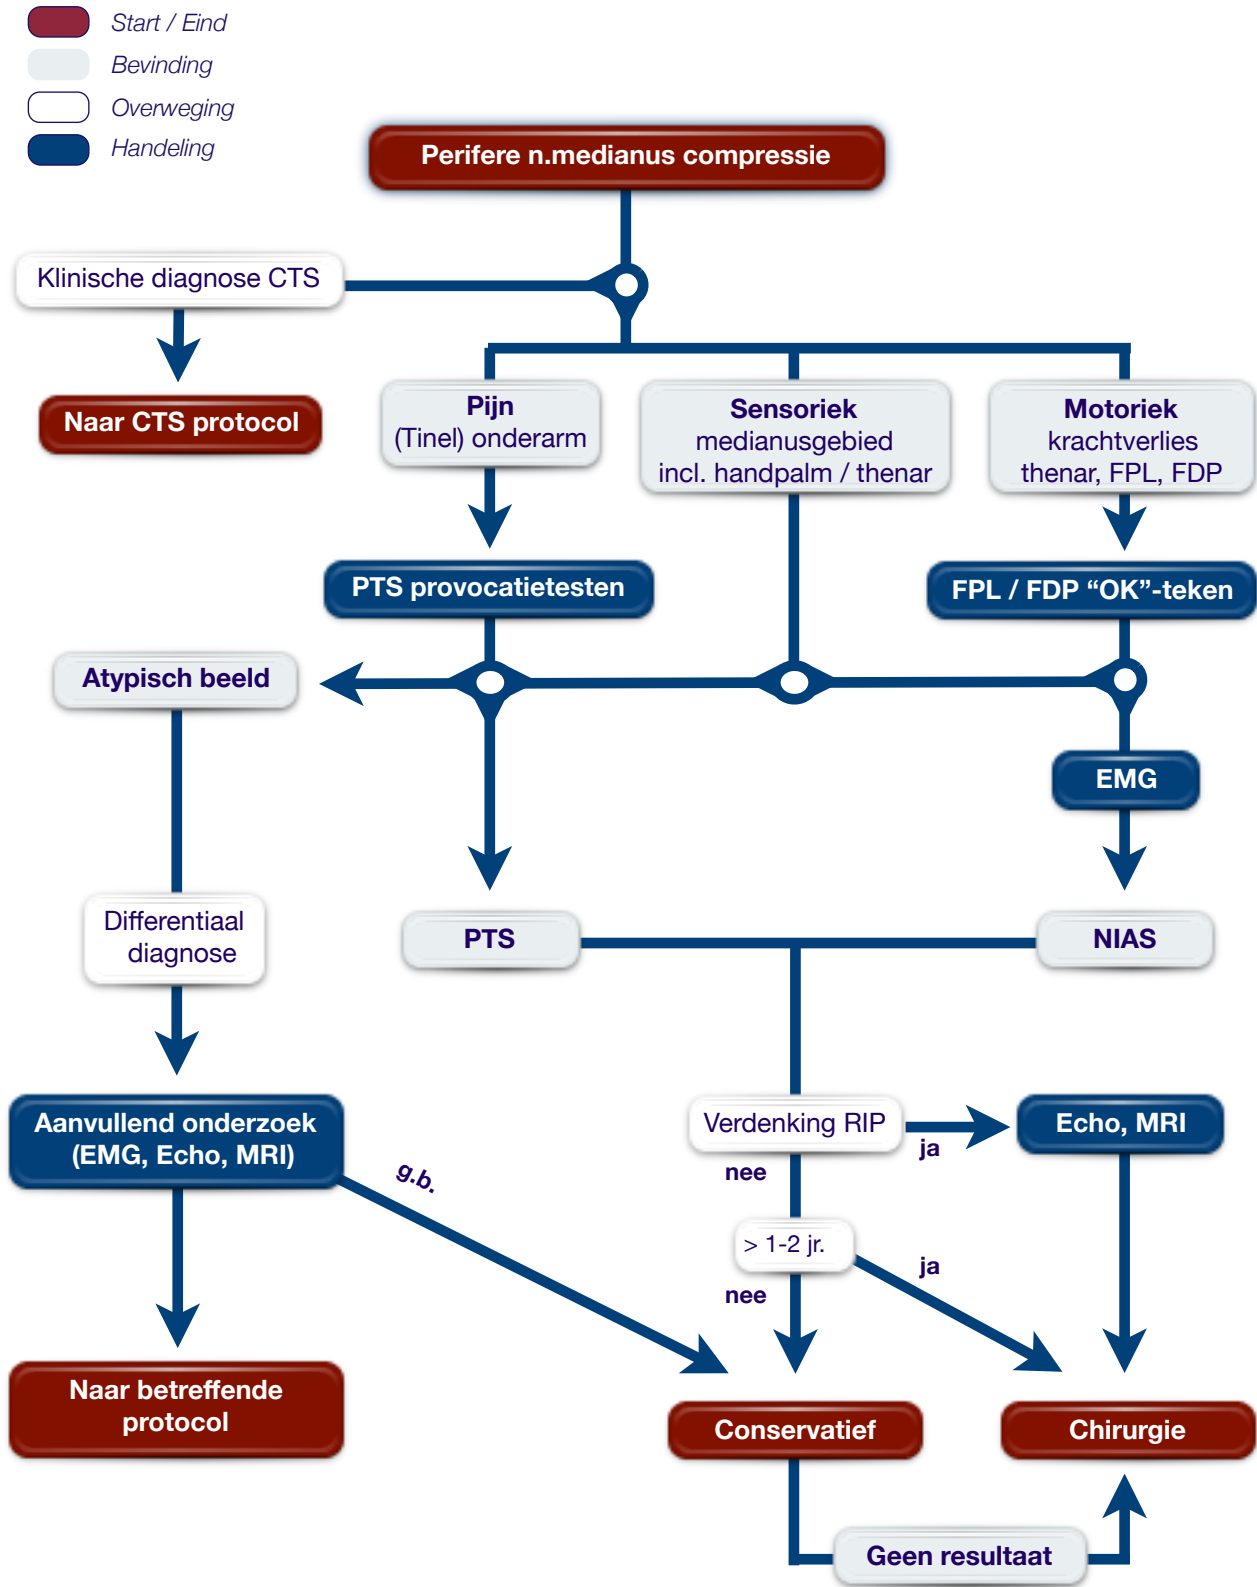 Start / Eind
Bevinding
Overweging
Handeling
Perifere n.medianus compressie
Klinische diagnose CTS
Naar CTS protocol
Pijn
(Tinel) onderarm
Sensoriek
medianusgebied
incl. handpalm / thenar
Motoriek
krachtverlies
thenar, FPL, FDP
PTS provocatietesten
FPL / FDP “OK”-teken
Atypisch beeld
EMG
Differentiaal
diagnose
PTS
NIAS
Aanvullend onderzoek
(EMG, Echo, MRI)
g.b.
Verdenking RIP
ja
Echo, MRI
nee
> 1-2 jr.
ja
nee
Naar betreffende
protocol
Conservatief
Chirurgie
Geen resultaat